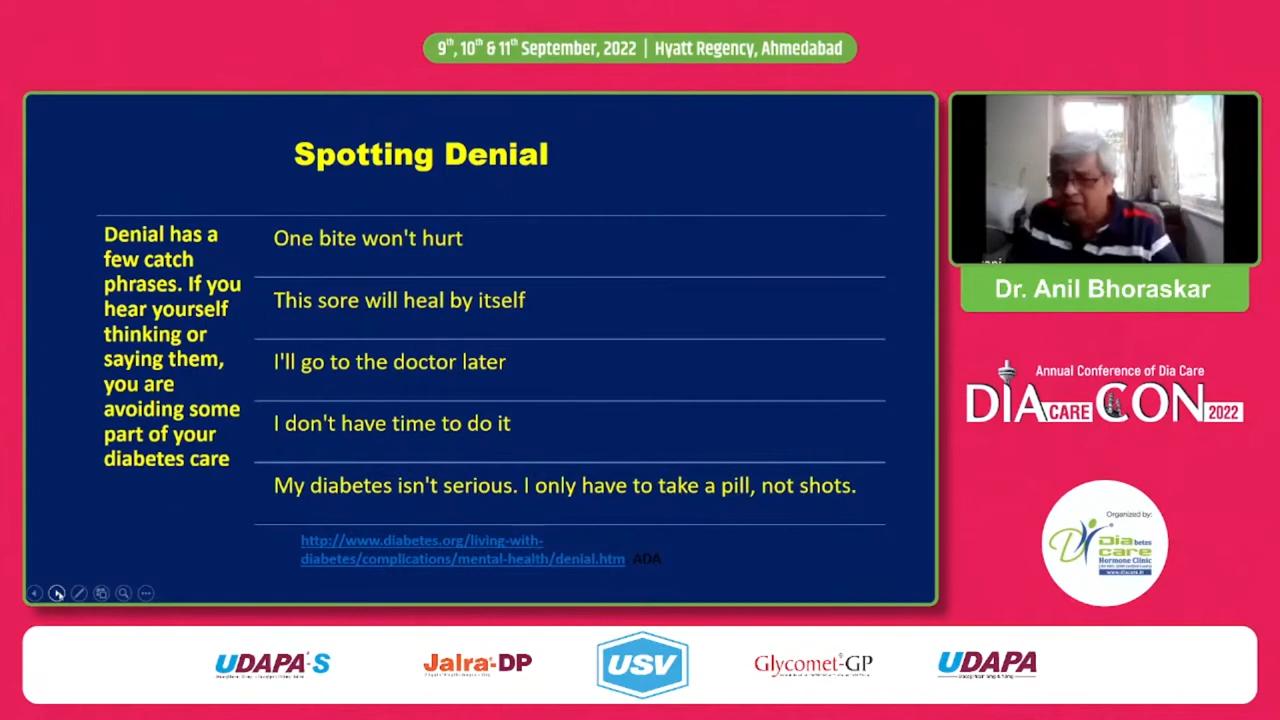 9th, 10th & 11th September, 2022 | Hyatt Regency, Ahmedabad
Spotting Denial
Denial has a
few catch
phrases. If you
hear yourself
thinking or
saying them,
you are
avoiding some
part of your
diabetes care
One bite won't hurt
This sore will heal by itself
I'll go to the doctor later
I don't have time to do it
My diabetes isn't serious. I only have to take a pill, not shots.
http://www.diabetes.org/living-with-
diabetes/complications/mental-health/denial.htm ADA
Dr. Anil Bhoraskar
Annual Conference of Dia Care
DIA CARE CON 2022
Organized by:
Diabetes
care
Hormone Clinic
www.diacare.in
UDAPA-S
Jalra-DP
USV
Glycomet-GP
UDAPA